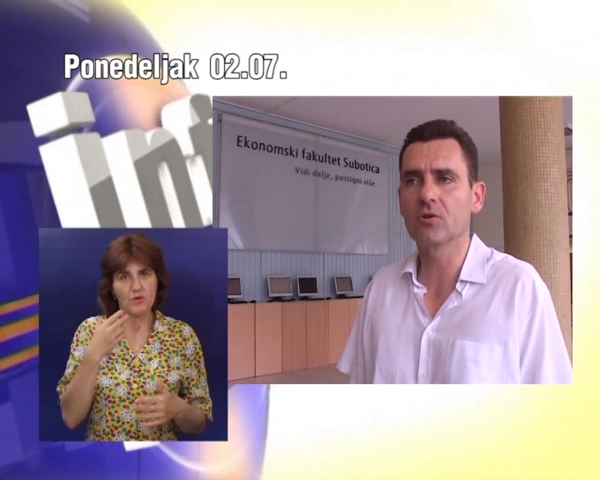 Ponedeljak 02.07.
inf
Ekonomski fakultet Subotica
Vidi dalje, postigni više...